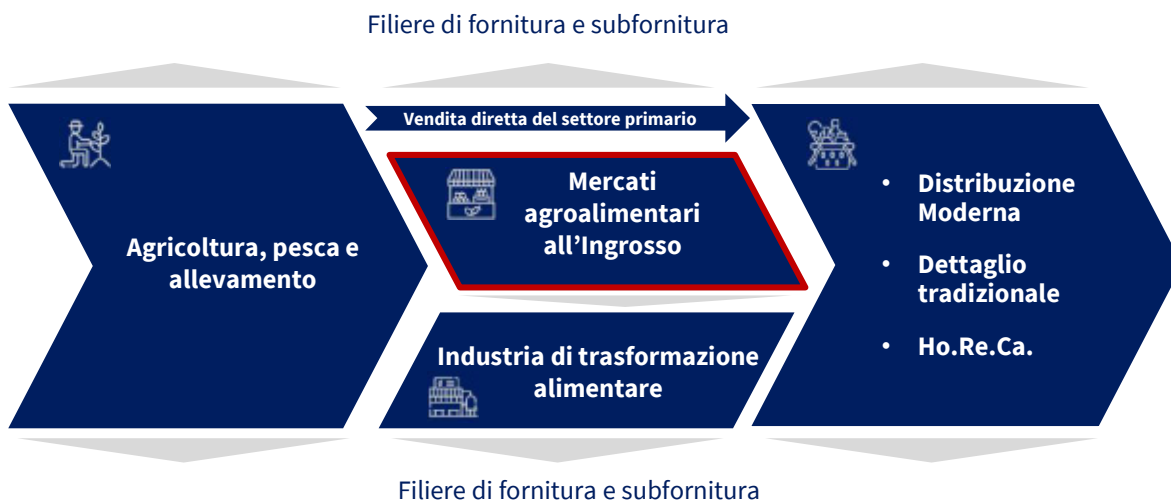 Filiere di fornitura e subfornitura
Vendita diretta del settore primario
Agricoltura, pesca e
allevamento
Mercati
agroalimentari
all’Ingrosso
Industria di trasformazione
alimentare
• Distribuzione
Moderna
• Dettaglio
tradizionale
• Ho.Re.Ca.
Filiere di fornitura e subfornitura